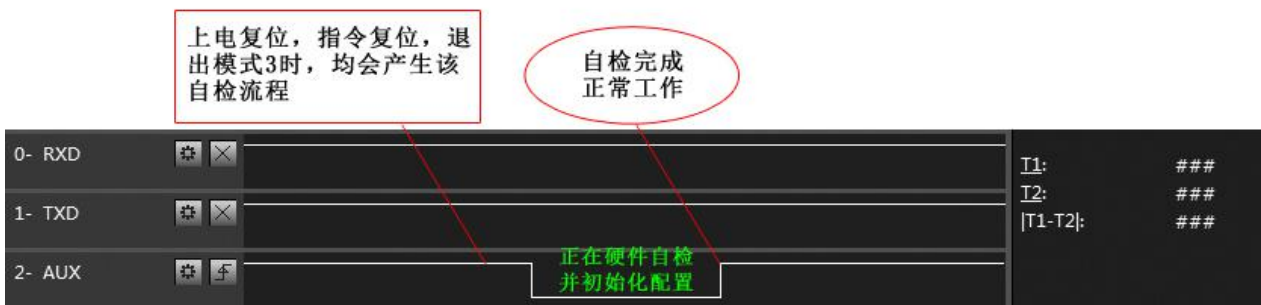 上电复位，指令复位，退
出模式3时，均会产生该
自检流程
自检完成
正常工作
0- RXD
1- TXD
2- AUX
正在硬件自检
并初始化配置
T1: ###
T2: ###
|T1-T2|: ###